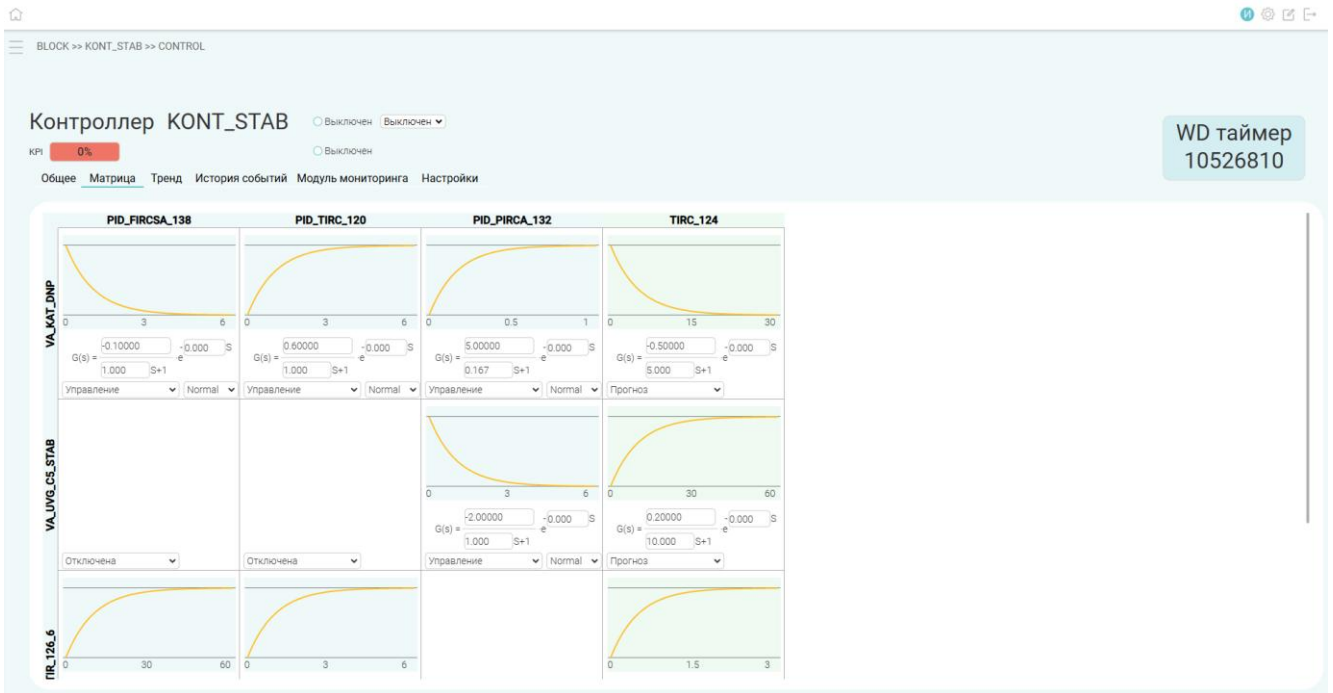 И
BLOCK >> KONT_STAB >> CONTROL
Контроллер KONT_STAB
Выключен Выключен
WD таймер
10526810
KPI 0%
Выключен
Общее Матрица Тренд История событий Модуль мониторинга Настройки
PID_FIRCSA_138 PID_TIRC_120 PID_PIRCA_132 TIRC_124
VA_KAT_DNP
0 3 6 0 3 6 0 0.5 1 0 15 30
G(s) = -0.10000 e -0.000 S
1.000 S+1
G(s) = 0.60000 e -0.000 S
1.000 S+1
G(s) = 5.00000 e -0.000 S
0.167 S+1
G(s) = -0.50000 e -0.000 S
5.000 S+1
Управление Normal Управление Normal Управление Normal Прогноз
VA_UVG_C5_STAB
0 3 6 0 30 60
G(s) = -2.00000 e -0.000 S
1.000 S+1
G(s) = 0.20000 e -0.000 S
10.000 S+1
Отключена Отключена Управление Normal Прогноз
TIR_126_6
0 30 60 0 3 6 0 1.5 3